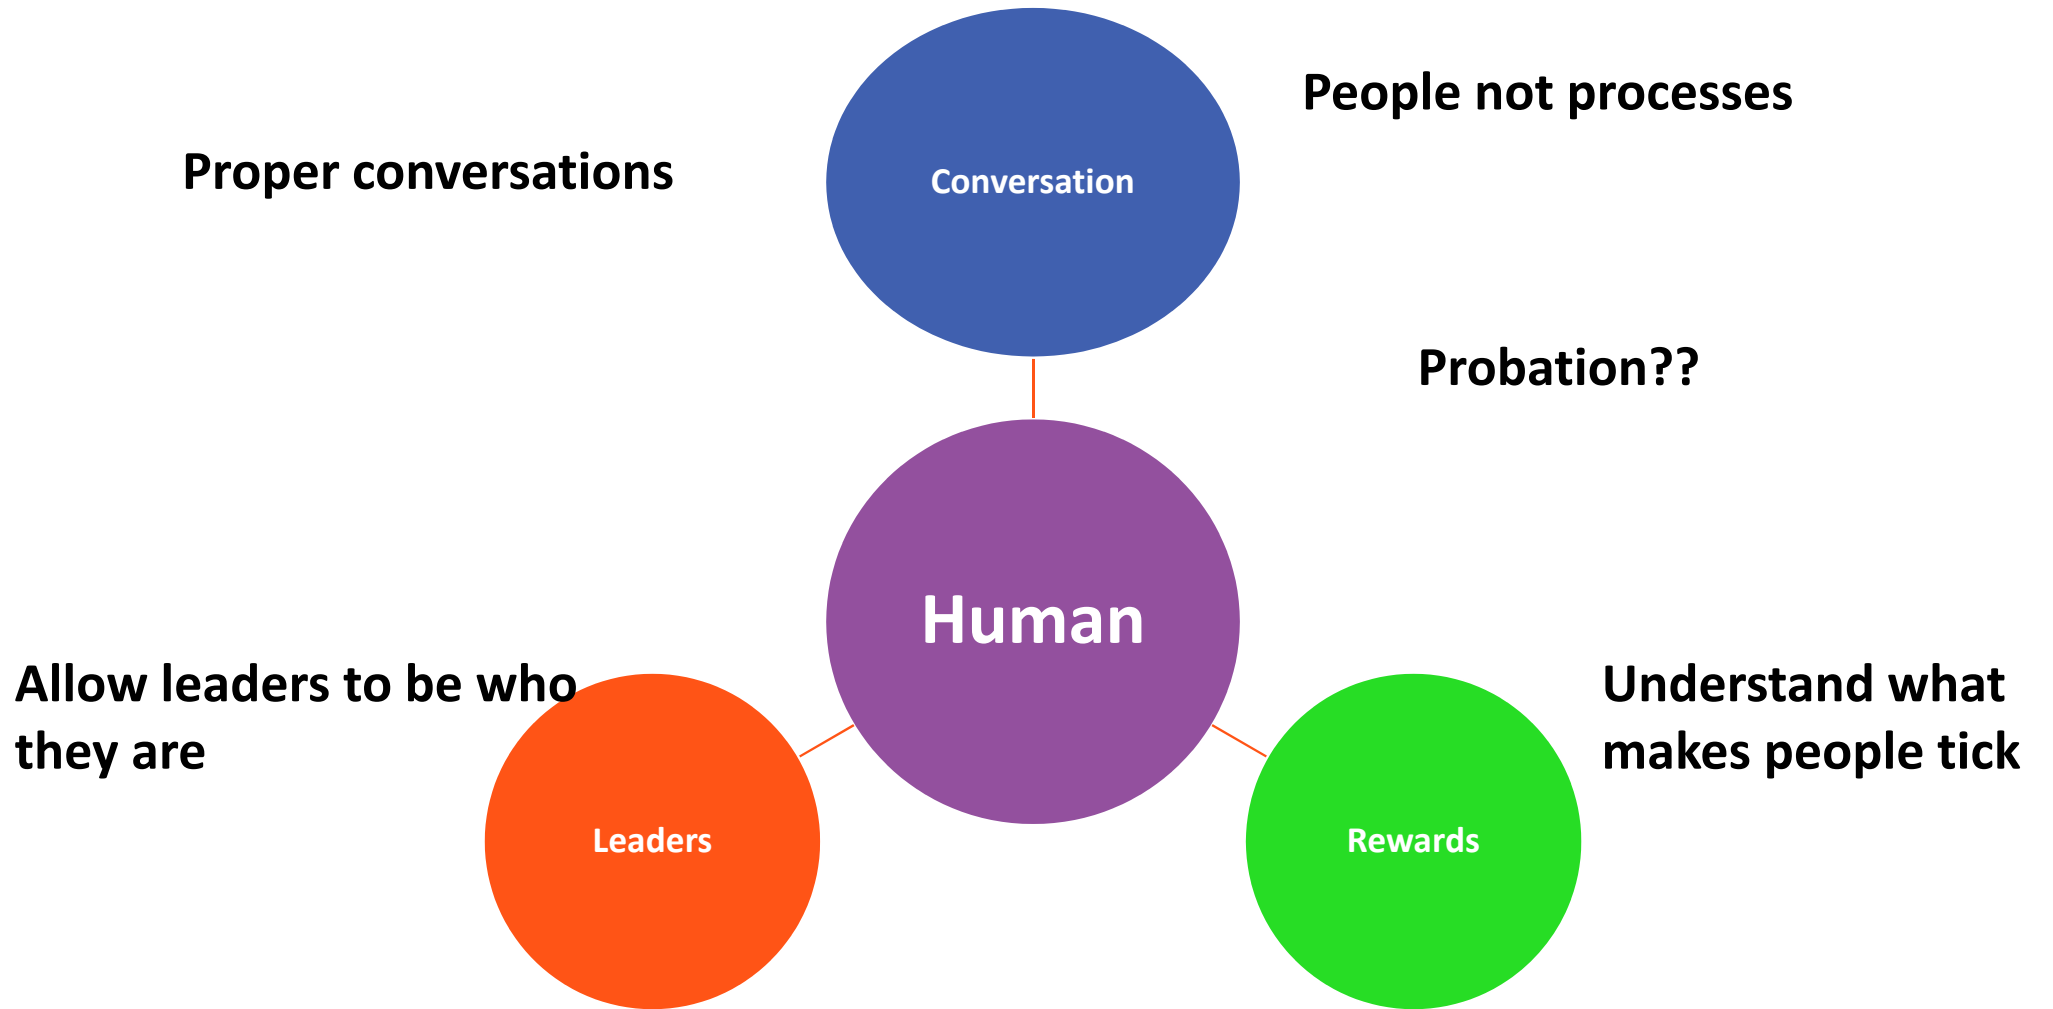 People not processes
Proper conversations
Conversation
Probation??
Human
Allow leaders to be who
they are
Understand what
makes people tick
Leaders
Rewards